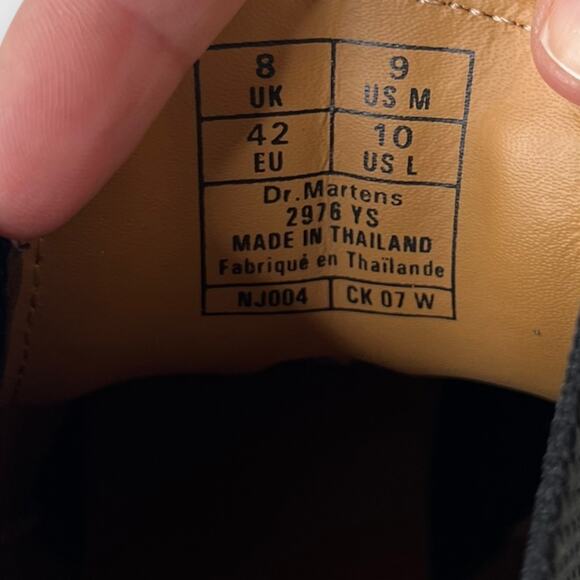 8 9
UK US M
42 10
EU US L
Dr.Martens
2976 YS
MADE IN THAILAND
Fabriqué en Thaïlande
NJ004 CK 07 W